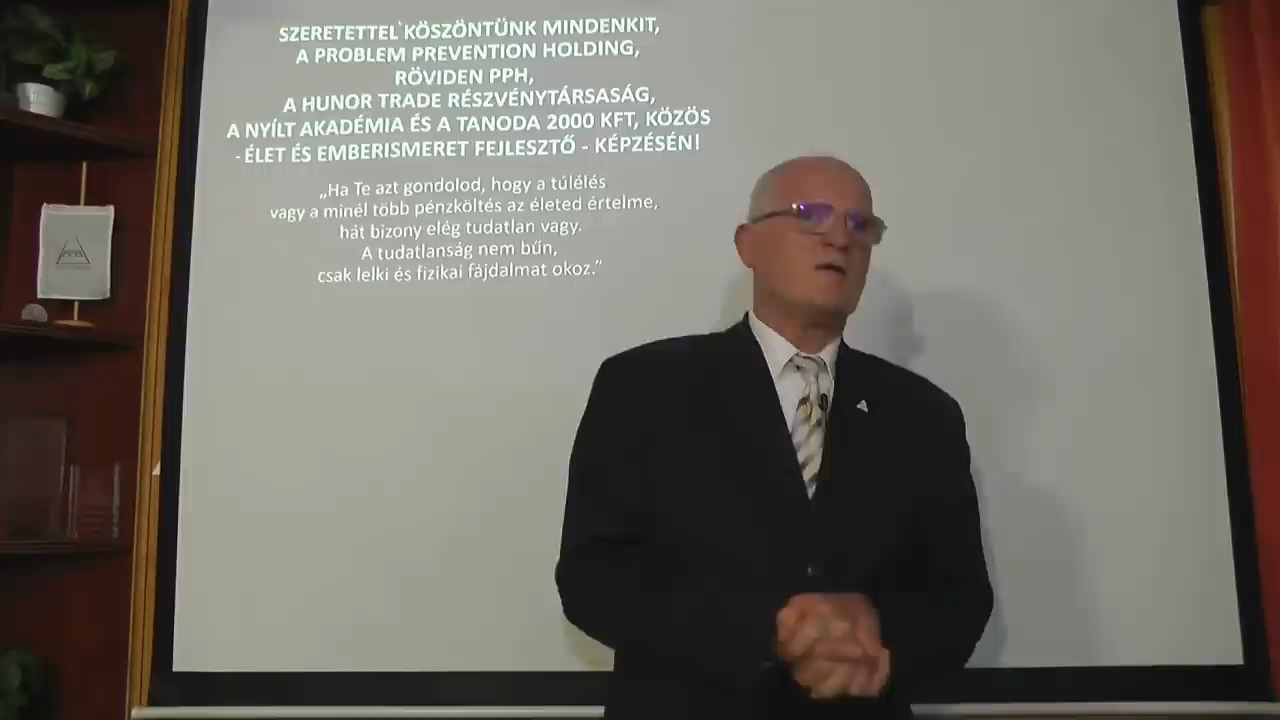 SZERETETTEL KÖSZÖNTÜNK MINDENKIT,
A PROBLEM PREVENTION HOLDING,
RÖVIDEN PPH,
A HUNOR TRADE RÉSZVÉNYTÁRSASÁG,
A NYÍLT AKADÉMIA ÉS A TANODA 2000 KFT, KÖZÖS
- ÉLET ÉS EMBERISMERET FEJLESZTŐ - KÉPZÉSÉN!
„Ha Te azt gondolod, hogy a túlélés
vagy a minél több pénzköltés az életed értelme,
hát bizony elég tudatlan vagy.
A tudatlanság nem bűn,
csak lelki és fizikai fájdalmat okoz.”